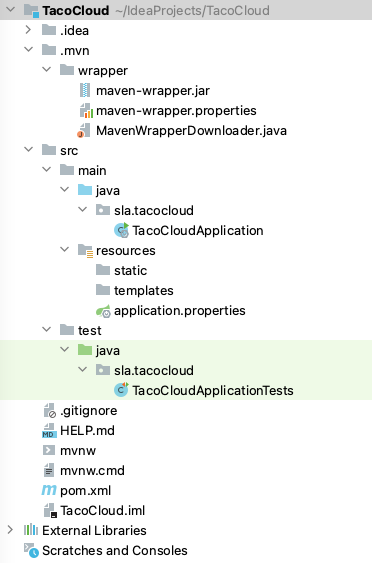 TacoCloud ~/IdeaProjects/TacoCloud
.idea
.mvn
wrapper
maven-wrapper.jar
maven-wrapper.properties
MavenWrapperDownloader.java
src
main
java
sla.tacocloud
TacoCloudApplication
resources
static
templates
application.properties
test
java
sla.tacocloud
TacoCloudApplicationTests
.gitignore
HELP.md
mvnw
mvnw.cmd
pom.xml
TacoCloud.iml
External Libraries
Scratches and Consoles